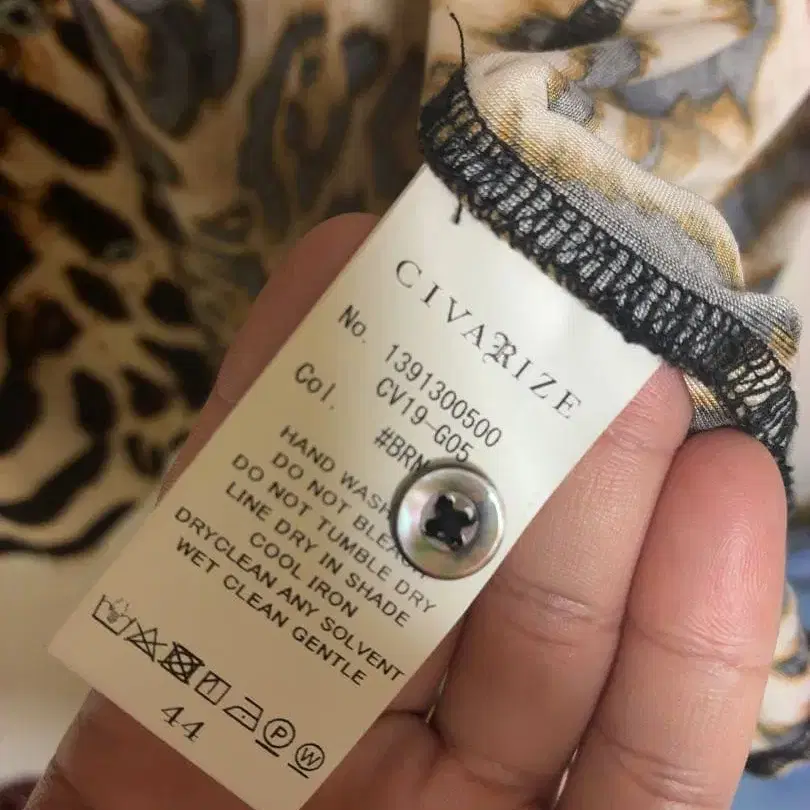 CIVARIZE
No. 1391300500
CV19-G05
Col. #BRN
HAND WASH
DO NOT BLEACH
DO NOT TUMBLE DRY
LINE DRY IN SHADE
COOL IRON
DRYCLEAN ANY SOLVENT
WET CLEAN GENTLE
P W
44